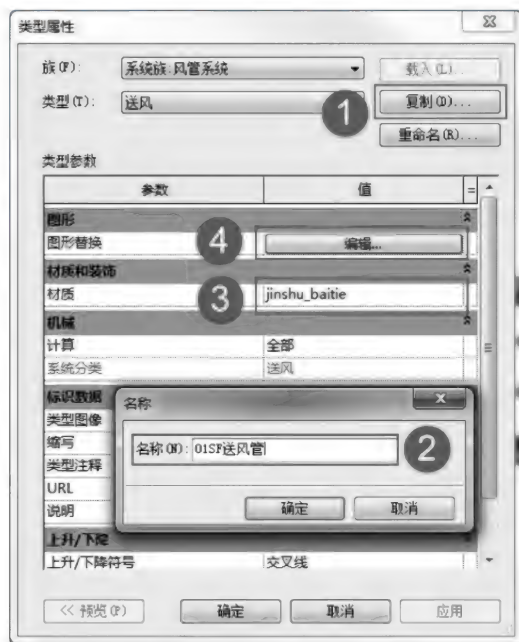 类型属性
族(F): 系统族:风管系统 载入(L)...
类型(T): 送风 1 复制(D)...
重命名(R)...
类型参数
参数 值 =
图形
图形替换 4 编辑...
材质和装饰
材质 3 jinshu_baitie
机械
计算 全部
系统分类 送风
标识数据
类型图像
缩写
类型注释
URL
说明
名称
名称(N): 01SF送风管 2
确定 取消
上升/下降
上升/下降符号 交叉线
<< 预览(P) 确定 取消 应用